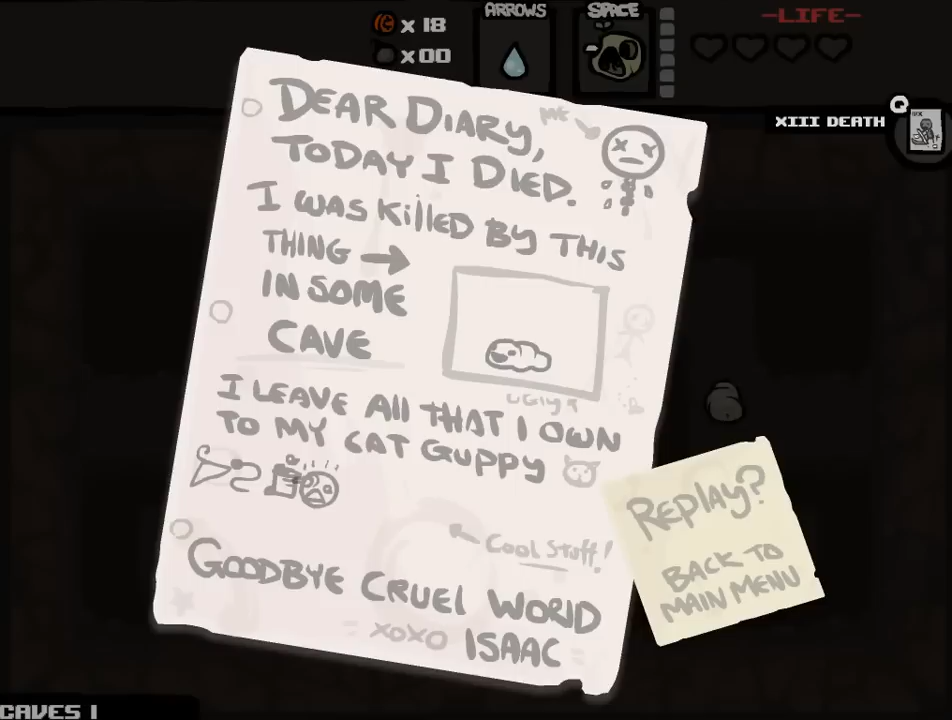 ARROWS
SPACE
-LIFE-
x 18
x 00
Q
XIII DEATH
DEAR DIARY,
ME
TODAY I DIED.
I WAS KillED BY THIS
THING →
IN SOME
CAVE
UGLY
I LEAVE All THAT I OWN
TO MY CAT GUPPY
COOL STUFF!
GOODBYE CRUEL WORLD
XOXO ISAAC
REPLAY?
BACK TO
MAIN MENU
CAVES I